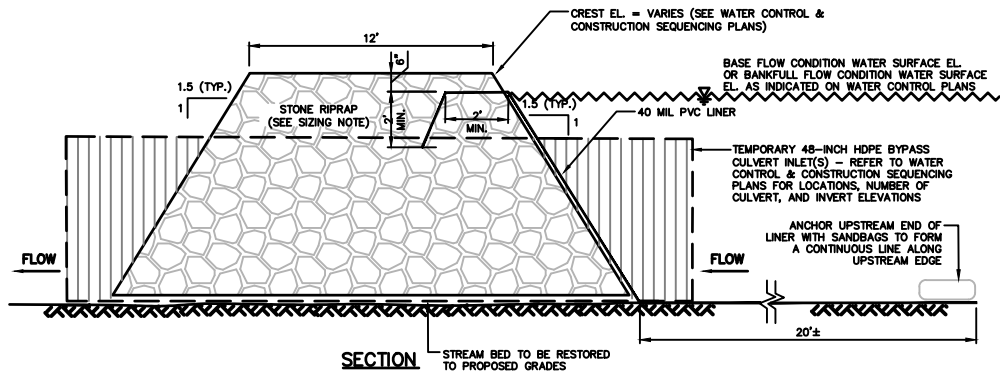 CREST EL. = VARIES (SEE WATER CONTROL &
CONSTRUCTION SEQUENCING PLANS)
12'
6"
BASE FLOW CONDITION WATER SURFACE EL.
OR BANKFULL FLOW CONDITION WATER SURFACE
EL. AS INDICATED ON WATER CONTROL PLANS
1.5 (TYP.)
1
STONE RIPRAP
(SEE SIZING NOTE)
2'
MIN.
2'
MIN.
1.5 (TYP.)
1
40 MIL PVC LINER
TEMPORARY 48-INCH HDPE BYPASS
CULVERT INLET(S) – REFER TO WATER
CONTROL & CONSTRUCTION SEQUENCING
PLANS FOR LOCATIONS, NUMBER OF
CULVERT, AND INVERT ELEVATIONS
ANCHOR UPSTREAM END OF
LINER WITH SANDBAGS TO FORM
A CONTINUOUS LINE ALONG
UPSTREAM EDGE
FLOW
FLOW
20'±
SECTION
STREAM BED TO BE RESTORED
TO PROPOSED GRADES